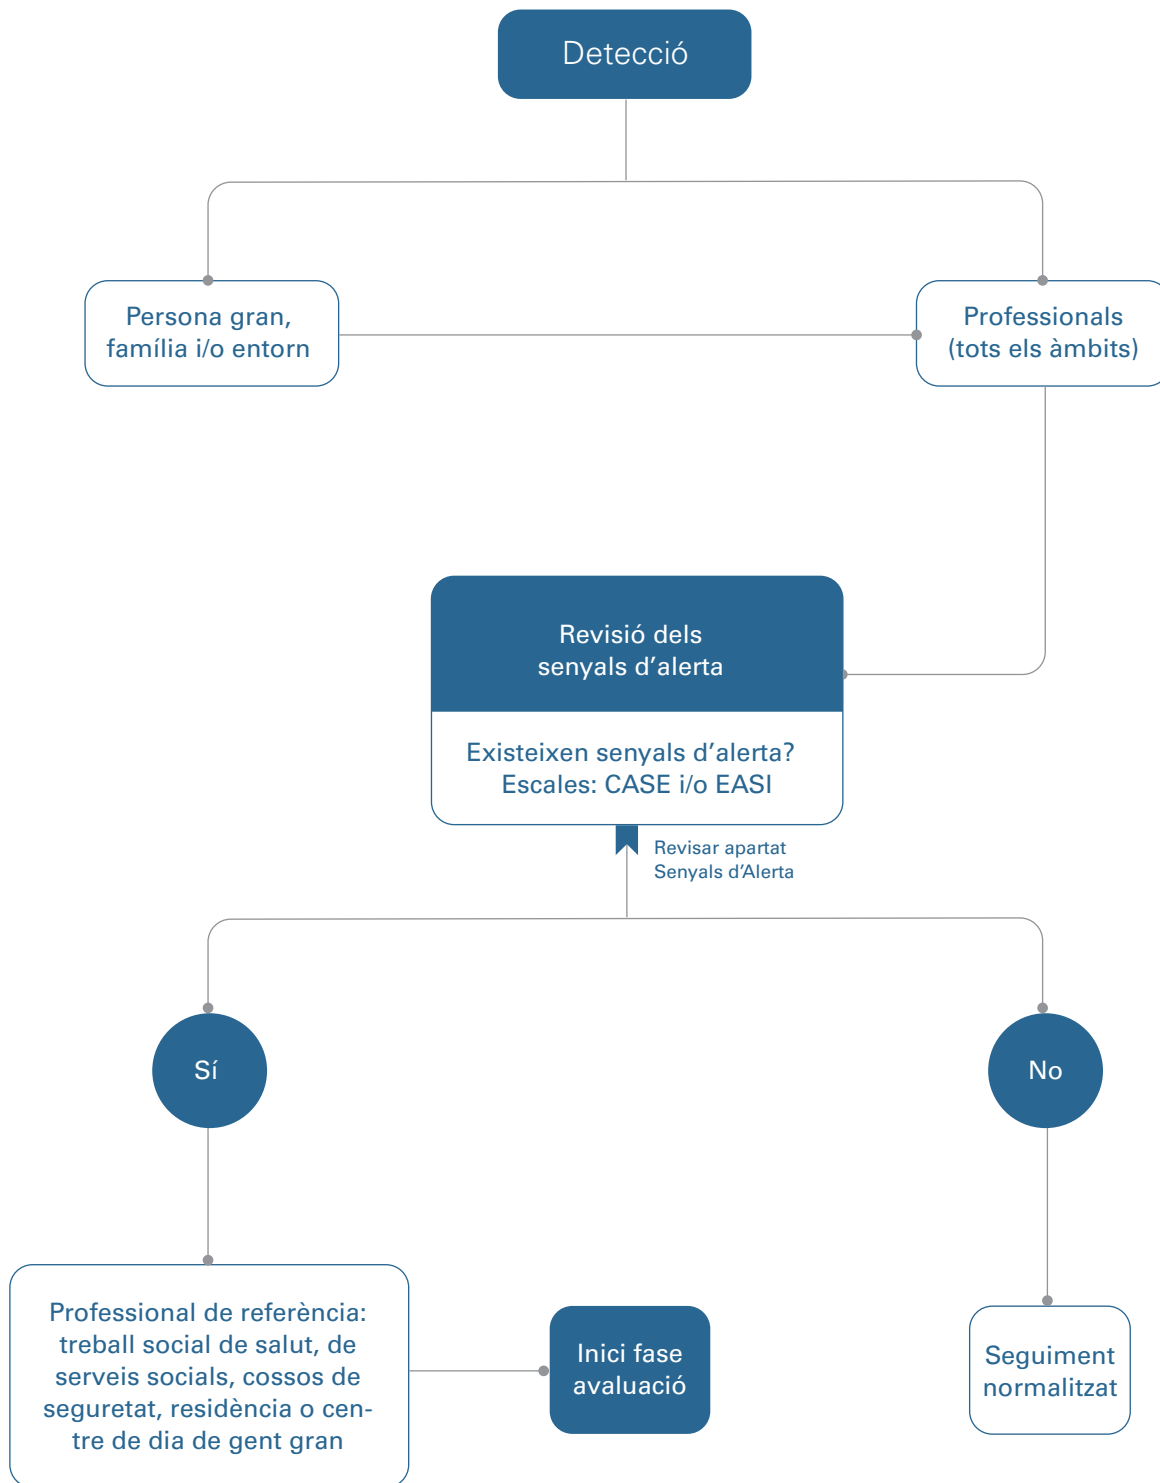 Detecció
Persona gran,
família i/o entorn
Professionals
(tots els àmbits)
Revisió dels
senyals d’alerta
Existeixen senyals d’alerta?
Escales: CASE i/o EASI
Revisar apartat
Senyals d’Alerta
Sí
No
Professional de referència:
treball social de salut, de
serveis socials, cossos de
seguretat, residència o cen-
tre de dia de gent gran
Inici fase
avaluació
Seguiment
normalitzat